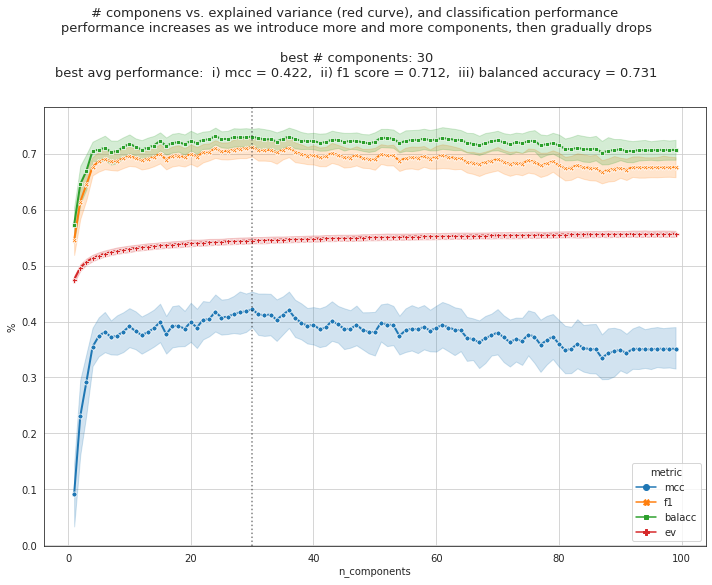 # componens vs. explained variance (red curve), and classification performance
performance increases as we introduce more and more components, then gradually drops
best # components: 30
best avg performance:  i) mcc = 0.422,  ii) f1 score = 0.712,  iii) balanced accuracy = 0.731
0.7
0.6
0.5
0.4
0.3
0.2
0.1
0.0
%
0 20 40 60 80 100
n_components
metric
mcc
f1
balacc
ev